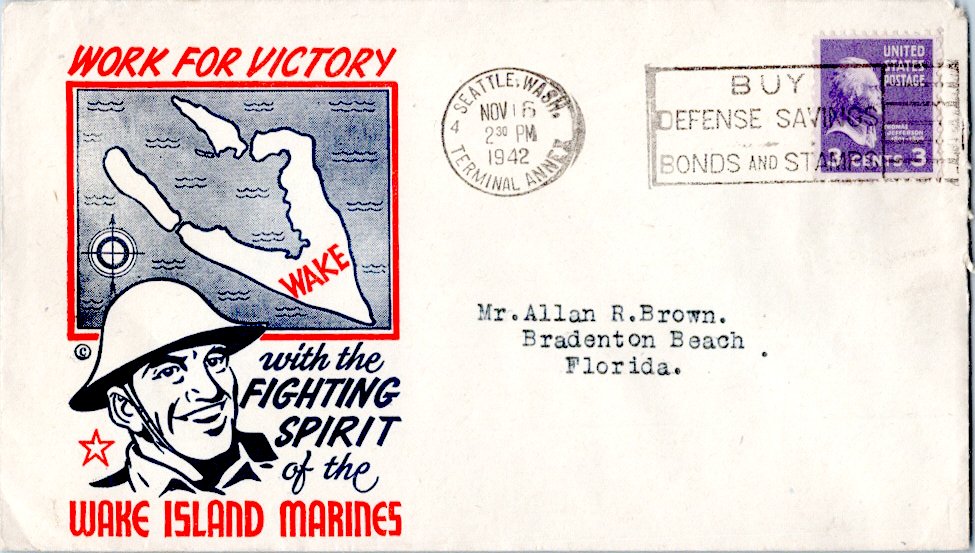 WORK FOR VICTORY
WAKE
©
with the
FIGHTING
SPIRIT
of the
WAKE ISLAND MARINES
SEATTLE, WASH.
NOV 16
2 30 PM
1942
4
TERMINAL ANNEX
BUY
DEFENSE SAVINGS
BONDS AND STAMPS
UNITED
STATES
POSTAGE
THOMAS
JEFFERSON
3 CENTS 3
Mr. Allan R. Brown.
Bradenton Beach
Florida.